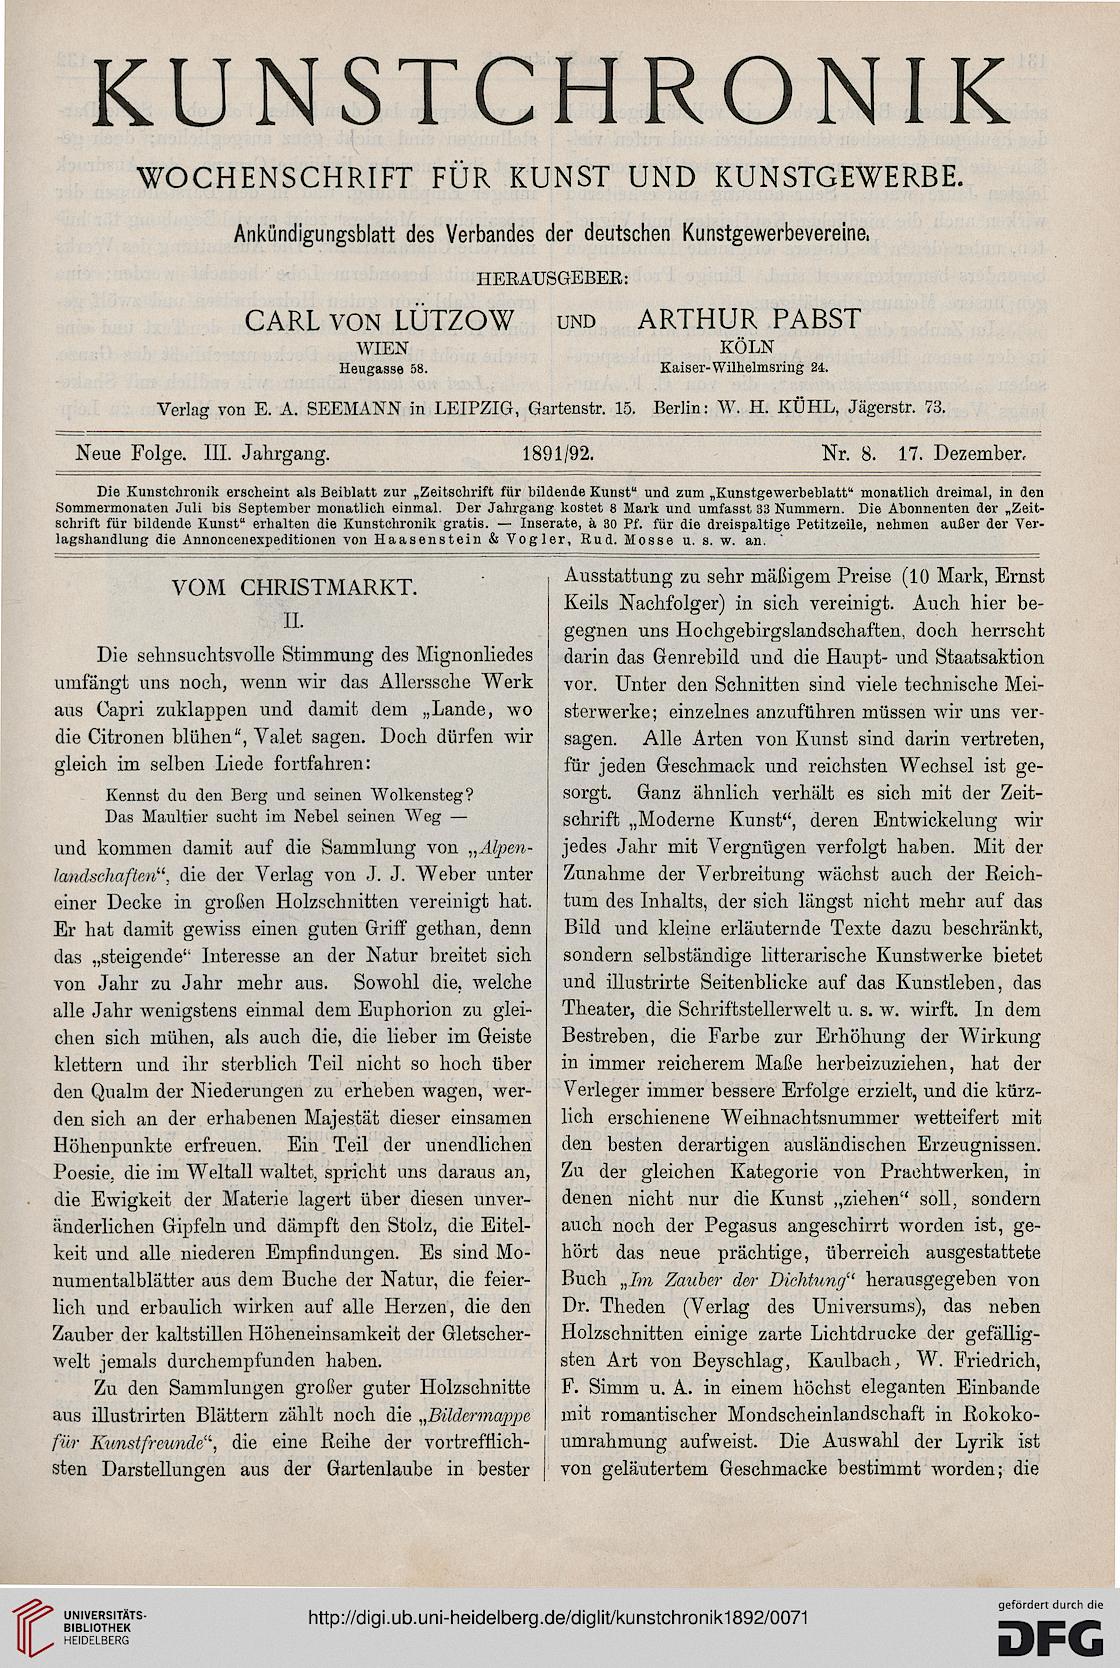 KUNSTCHRONIK
WOCHENSCHRIFT FÜR KUNST UND KUNSTGEWERBE.
Ankündigungsblatt des Verbandes der deutschen Kunstgewerbevereine.
HERAUSGEBER:
CARL VON LÜTZOW UND ARTHUR PABST
WIEN KÖLN
Heugasse 58. Kaiser-Wilhelmsring 24.
Verlag von E. A. SEEMANN in LEIPZIG, Gartenstr. 15. Berlin: W. H. KÜHL, Jägerstr. 73.
Neue Folge. III. Jahrgang. 1891/92. Nr. 8. 17. Dezember.
Die Kunstchronik erscheint als Beiblatt zur „Zeitschrift für bildende Kunst“ und zum „Kunstgewerbeblatt“ monatlich dreimal, in den
Sommermonaten Juli bis September monatlich einmal. Der Jahrgang kostet 8 Mark und umfasst 33 Nummern. Die Abonnenten der „Zeit-
schrift für bildende Kunst“ erhalten die Kunstchronik gratis. — Inserate, à 30 Pf. für die dreispaltige Petitzeile, nehmen außer der Ver-
lagshandlung die Annoncenexpeditionen von Haasenstein & Vogler, Rud. Mosse u. s. w. an.
VOM CHRISTMARKT.
II.
Die sehnsuchtsvolle Stimmung des Mignonliedes
umfängt uns noch, wenn wir das Allerssche Werk
aus Capri zuklappen und damit dem „Lande, wo
die Citronen blühen“, Valet sagen. Doch dürfen wir
gleich im selben Liede fortfahren:
Kennst du den Berg und seinen Wolkensteg?
Das Maultier sucht im Nebel seinen Weg —
und kommen damit auf die Sammlung von „Alpen-
landschaften“, die der Verlag von J. J. Weber unter
einer Decke in großen Holzschnitten vereinigt hat.
Er hat damit gewiss einen guten Griff gethan, denn
das „steigende“ Interesse an der Natur breitet sich
von Jahr zu Jahr mehr aus. Sowohl die, welche
alle Jahr wenigstens einmal dem Euphorion zu glei-
chen sich mühen, als auch die, die lieber im Geiste
klettern und ihr sterblich Teil nicht so hoch über
den Qualm der Niederungen zu erheben wagen, wer-
den sich an der erhabenen Majestät dieser einsamen
Höhenpunkte erfreuen. Ein Teil der unendlichen
Poesie, die im Weltall waltet, spricht uns daraus an,
die Ewigkeit der Materie lagert über diesen unver-
änderlichen Gipfeln und dämpft den Stolz, die Eitel-
keit und alle niederen Empfindungen. Es sind Mo-
numentalblätter aus dem Buche der Natur, die feier-
lich und erbaulich wirken auf alle Herzen, die den
Zauber der kaltstillen Höheneinsamkeit der Gletscher-
welt jemals durchempfunden haben.
Zu den Sammlungen großer guter Holzschnitte
aus illustrirten Blättern zählt noch die „Bildermappe
für Kunstfreunde“, die eine Reihe der vortrefflich-
sten Darstellungen aus der Gartenlaube in bester
Ausstattung zu sehr mäßigem Preise (10 Mark, Ernst
Keils Nachfolger) in sich vereinigt. Auch hier be-
gegnen uns Hochgebirgslandschaften, doch herrscht
darin das Genrebild und die Haupt- und Staatsaktion
vor. Unter den Schnitten sind viele technische Mei-
sterwerke; einzelnes anzuführen müssen wir uns ver-
sagen. Alle Arten von Kunst sind darin vertreten,
für jeden Geschmack und reichsten Wechsel ist ge-
sorgt. Ganz ähnlich verhält es sich mit der Zeit-
schrift „Moderne Kunst“, deren Entwickelung wir
jedes Jahr mit Vergnügen verfolgt haben. Mit der
Zunahme der Verbreitung wächst auch der Reich-
tum des Inhalts, der sich längst nicht mehr auf das
Bild und kleine erläuternde Texte dazu beschränkt,
sondern selbständige litterarische Kunstwerke bietet
und illustrirte Seitenblicke auf das Kunstleben, das
Theater, die Schriftstellerwelt u. s. w. wirft. In dem
Bestreben, die Farbe zur Erhöhung der Wirkung
in immer reicherem Maße herbeizuziehen, hat der
Verleger immer bessere Erfolge erzielt, und die kürz-
lich erschienene Weihnachtsnummer wetteifert mit
den besten derartigen ausländischen Erzeugnissen.
Zu der gleichen Kategorie von Prachtwerken, in
denen nicht nur die Kunst „ziehen“ soll, sondern
auch noch der Pegasus angeschirrt worden ist, ge-
hört das neue prächtige, überreich ausgestattete
Buch „Im Zauber der Dichtung“ herausgegeben von
Dr. Theden (Verlag des Universums), das neben
Holzschnitten einige zarte Lichtdrucke der gefällig-
sten Art von Beyschlag, Kaulbach, W. Friedrich,
F. Simm u. A. in einem höchst eleganten Einbande
mit romantischer Mondscheinlandschaft in Rokoko-
umrahmung aufweist. Die Auswahl der Lyrik ist
von geläutertem Geschmacke bestimmt worden; die
UNIVERSITÄTS-
BIBLIOTHEK
HEIDELBERG
http://digi.ub.uni-heidelberg.de/diglit/kunstchronik1892/0071
gefördert durch die
DFG